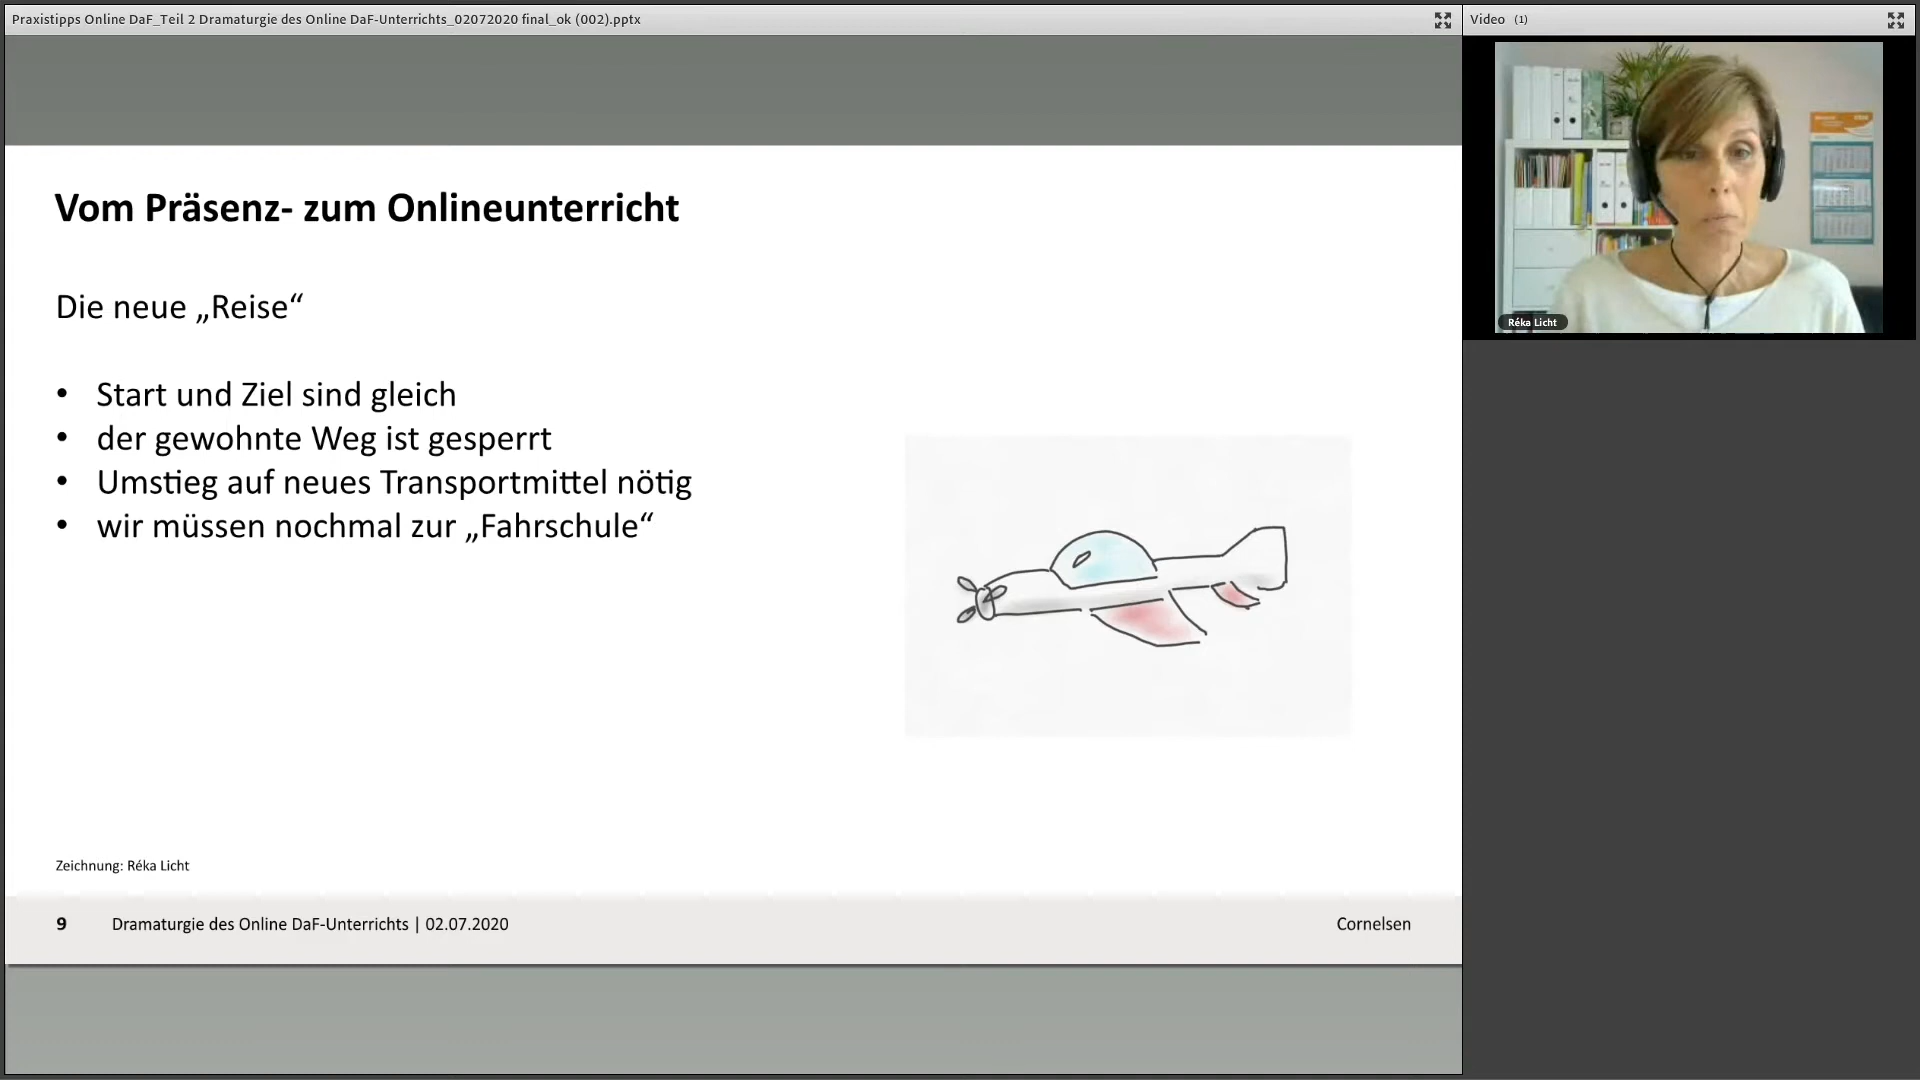 Praxistipps Online DaF_Teil 2 Dramaturgie des Online DaF-Unterrichts_02072020 final_ok (002).pptx
Video (1)
Réka Licht
Vom Präsenz- zum Onlineunterricht
Die neue „Reise“
• Start und Ziel sind gleich
• der gewohnte Weg ist gesperrt
• Umstieg auf neues Transportmittel nötig
• wir müssen nochmal zur „Fahrschule“
Zeichnung: Réka Licht
9 Dramaturgie des Online DaF-Unterrichts | 02.07.2020 Cornelsen